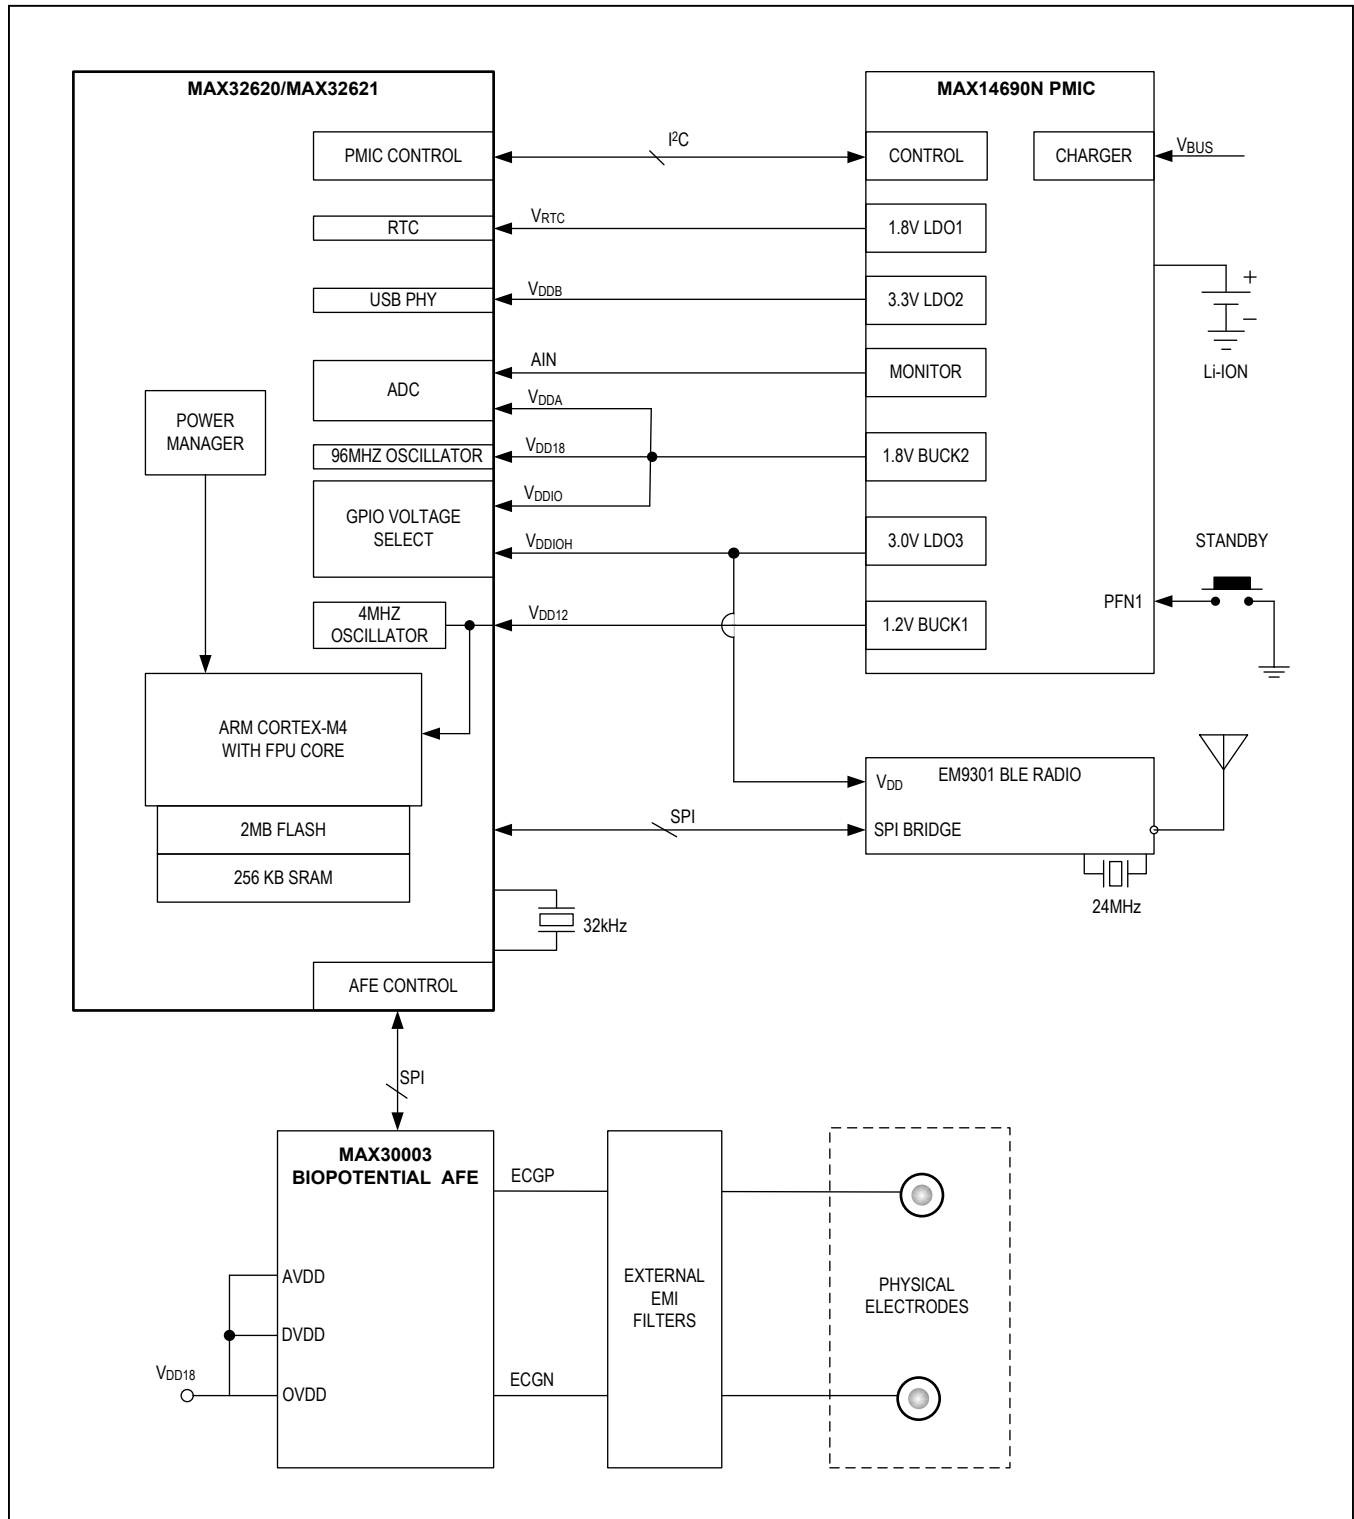 MAX32620/MAX32621
MAX14690N PMIC
PMIC CONTROL
I2C
CONTROL
CHARGER
VBUS
RTC
VRTC
1.8V LDO1
USB PHY
VDDB
3.3V LDO2
+
–
Li-ION
ADC
AIN
MONITOR
VDDA
POWER
MANAGER
96MHZ OSCILLATOR
VDD18
1.8V BUCK2
GPIO VOLTAGE
SELECT
VDDIO
VDDIOH
3.0V LDO3
STANDBY
PFN1
4MHZ
OSCILLATOR
VDD12
1.2V BUCK1
ARM CORTEX-M4
WITH FPU CORE
2MB FLASH
256 KB SRAM
VDD
EM9301 BLE RADIO
SPI
SPI BRIDGE
24MHz
32kHz
AFE CONTROL
SPI
MAX30003
BIOPOTENTIAL AFE
ECGP
AVDD
DVDD
VDD18
OVDD
ECGN
EXTERNAL
EMI
FILTERS
PHYSICAL
ELECTRODES